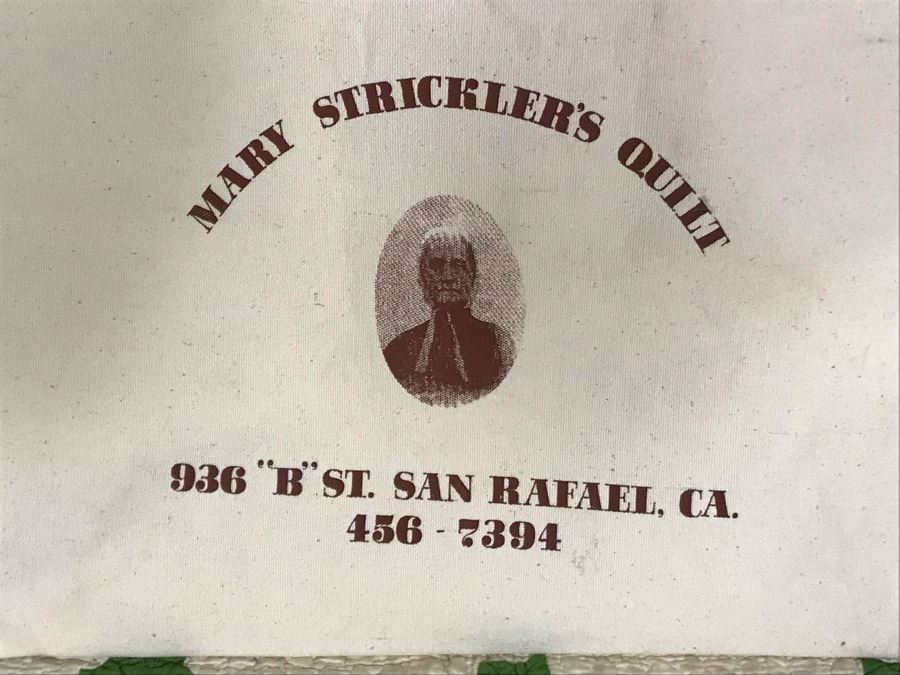 MARY STRICKLER'S QUILT
936 "B" ST. SAN RAFAEL, CA.
456 - 7394